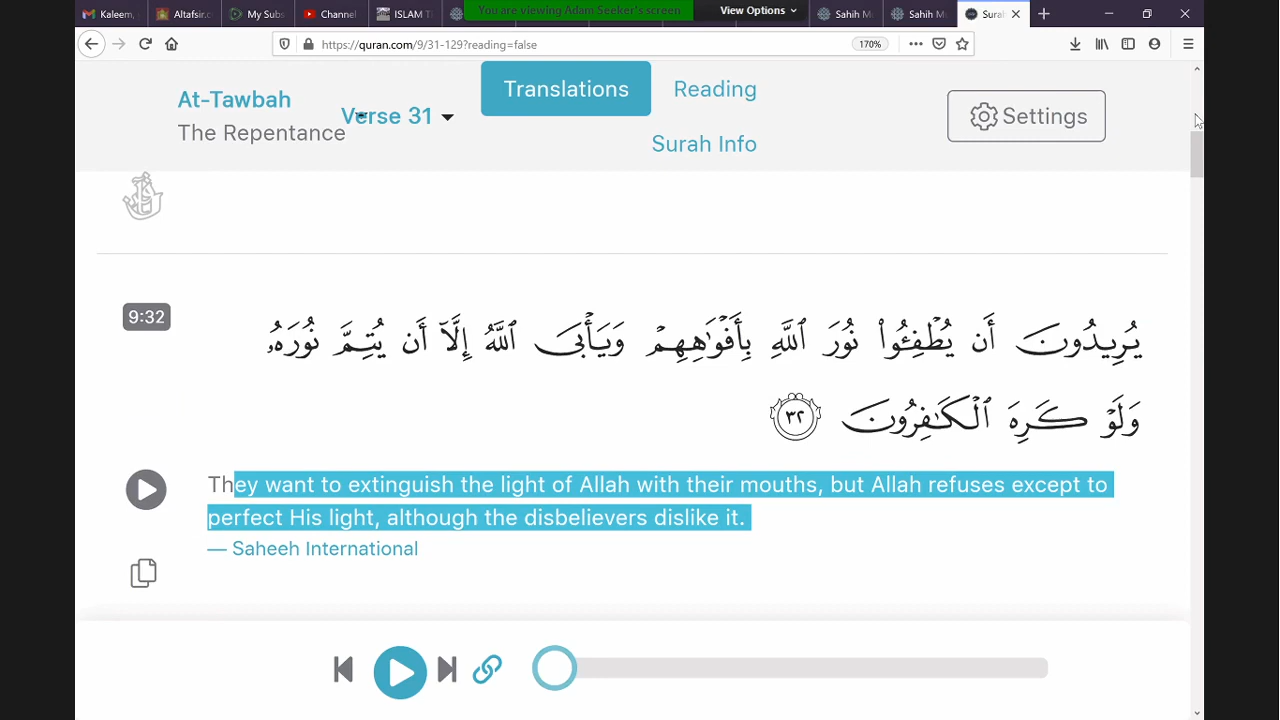 Kaleem,
Altafsir.c
My Subs
Channel
ISLAM T
You are viewing Adam Seeker's screen
View Options
Sahih M
Sahih Mu
Sura
https://quran.com/9/31-129?reading=false
170%
At-Tawbah
The Repentance
Verse 31
Translations
Reading
Surah Info
Settings
9:32
يُرِيدُونَ أَن يُطْفِـُٔوا۟ نُورَ ٱللَّهِ بِأَفْوَٰهِهِمْ وَيَأْبَى ٱللَّهُ إِلَّآ أَن يُتِمَّ نُورَهُۥ
وَلَوْ كَرِهَ ٱلْكَـٰفِرُونَ ٣٢
They want to extinguish the light of Allah with their mouths, but Allah refuses except to
perfect His light, although the disbelievers dislike it.
— Saheeh International